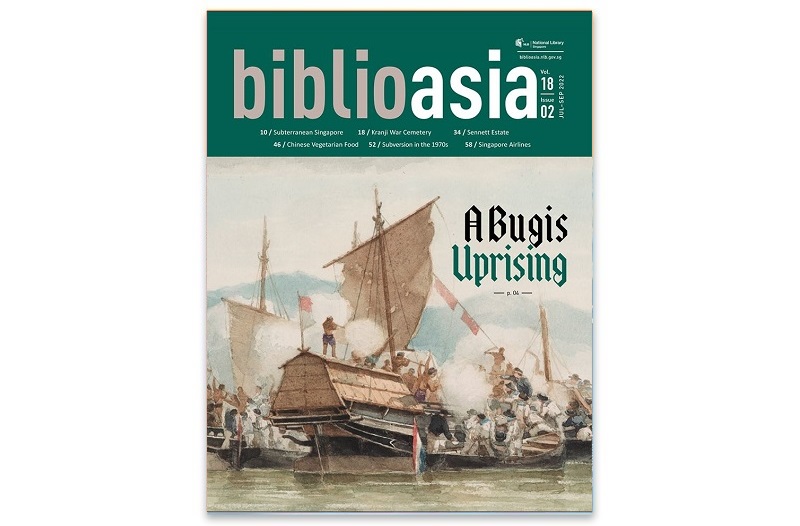 National Library
Singapore
biblioasia.nlb.gov.sg
biblioasia
Vol.
18
Issue
02
JUL–SEP 2022
10 / Subterranean Singapore 18 / Kranji War Cemetery 34 / Sennett Estate
46 / Chinese Vegetarian Food 52 / Subversion in the 1970s 58 / Singapore Airlines
A Bugis
Uprising
p. 04